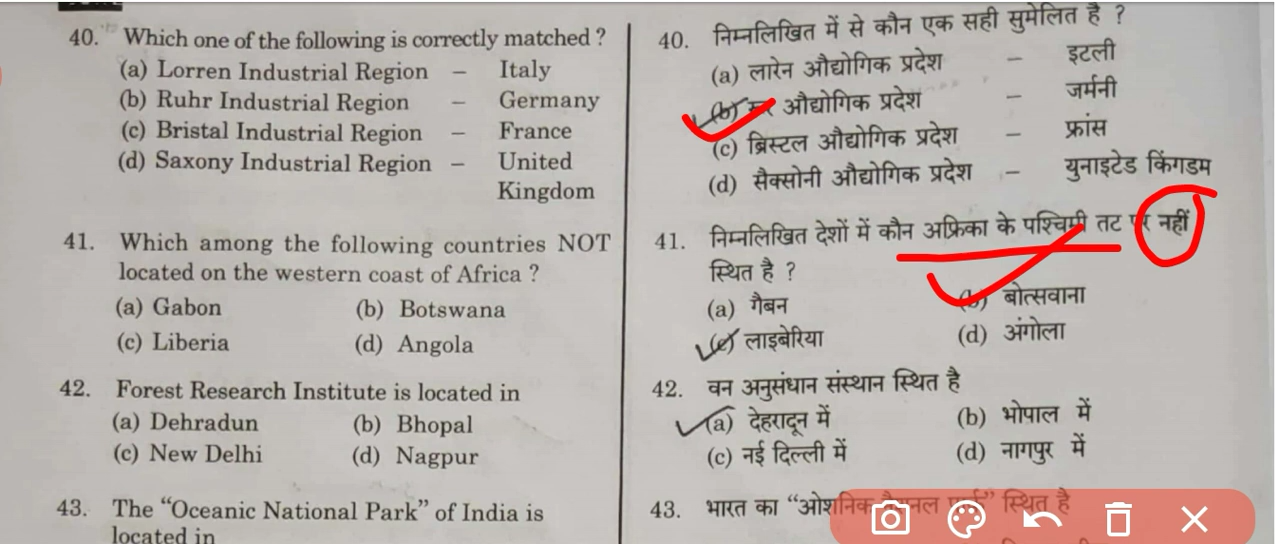 40. Which one of the following is correctly matched ?
(a) Lorren Industrial Region – Italy
(b) Ruhr Industrial Region – Germany
(c) Bristal Industrial Region – France
(d) Saxony Industrial Region – United
Kingdom
41. Which among the following countries NOT
located on the western coast of Africa ?
(a) Gabon (b) Botswana
(c) Liberia (d) Angola
42. Forest Research Institute is located in
(a) Dehradun (b) Bhopal
(c) New Delhi (d) Nagpur
43. The “Oceanic National Park” of India is
located in
40. निम्नलिखित में से कौन एक सही सुमेलित है ?
(a) लारेन औद्योगिक प्रदेश – इटली
(b) औद्योगिक प्रदेश – जर्मनी
(c) ब्रिस्टल औद्योगिक प्रदेश – फ्रांस
(d) सैक्सोनी औद्योगिक प्रदेश – युनाइटेड किंगडम
41. निम्नलिखित देशों में कौन अफ्रिका के पश्चिमी तट पर नहीं
स्थित है ?
(a) गैबन (b) बोत्सवाना
(c) लाइबेरिया (d) अंगोला
42. वन अनुसंधान संस्थान स्थित है
(a) देहरादून में (b) भोपाल में
(c) नई दिल्ली में (d) नागपुर में
43. भारत का “ओशनिक नैशनल पार्क” स्थित है